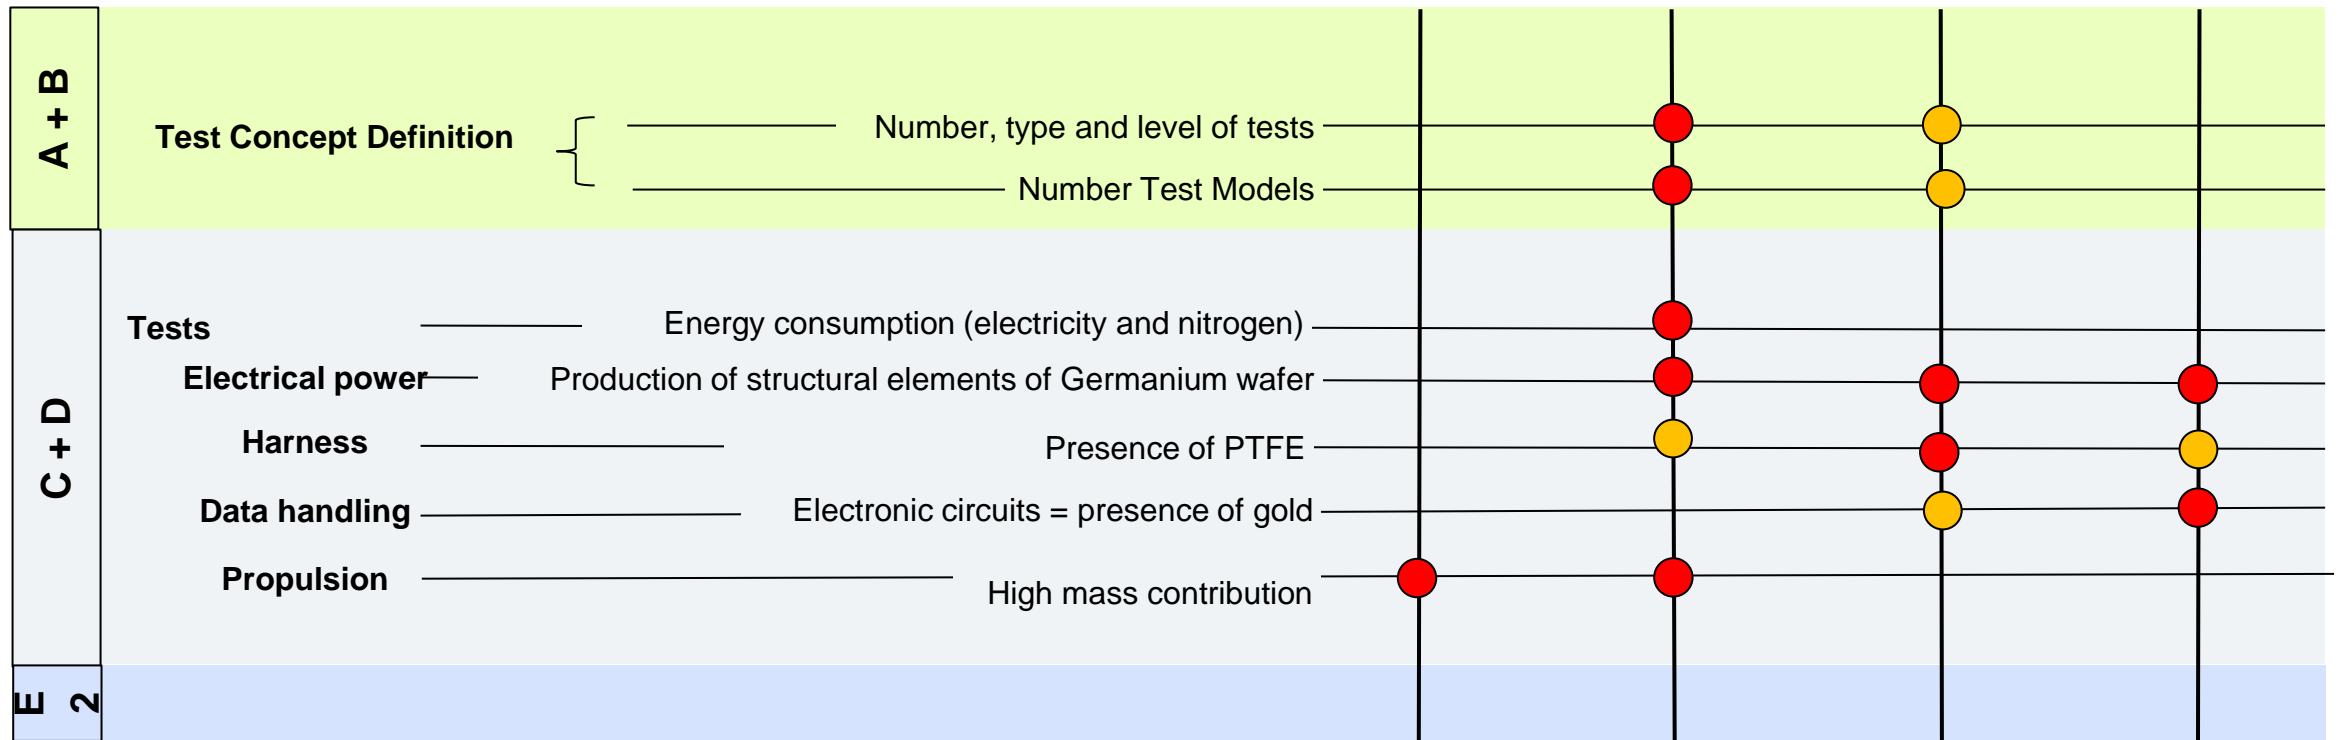 A + B
Test Concept Definition
Number, type and level of tests
Number Test Models
C + D
Tests
Energy consumption (electricity and nitrogen)
Electrical power
Production of structural elements of Germanium wafer
Harness
Presence of PTFE
Data handling
Electronic circuits = presence of gold
Propulsion
High mass contribution
E
2